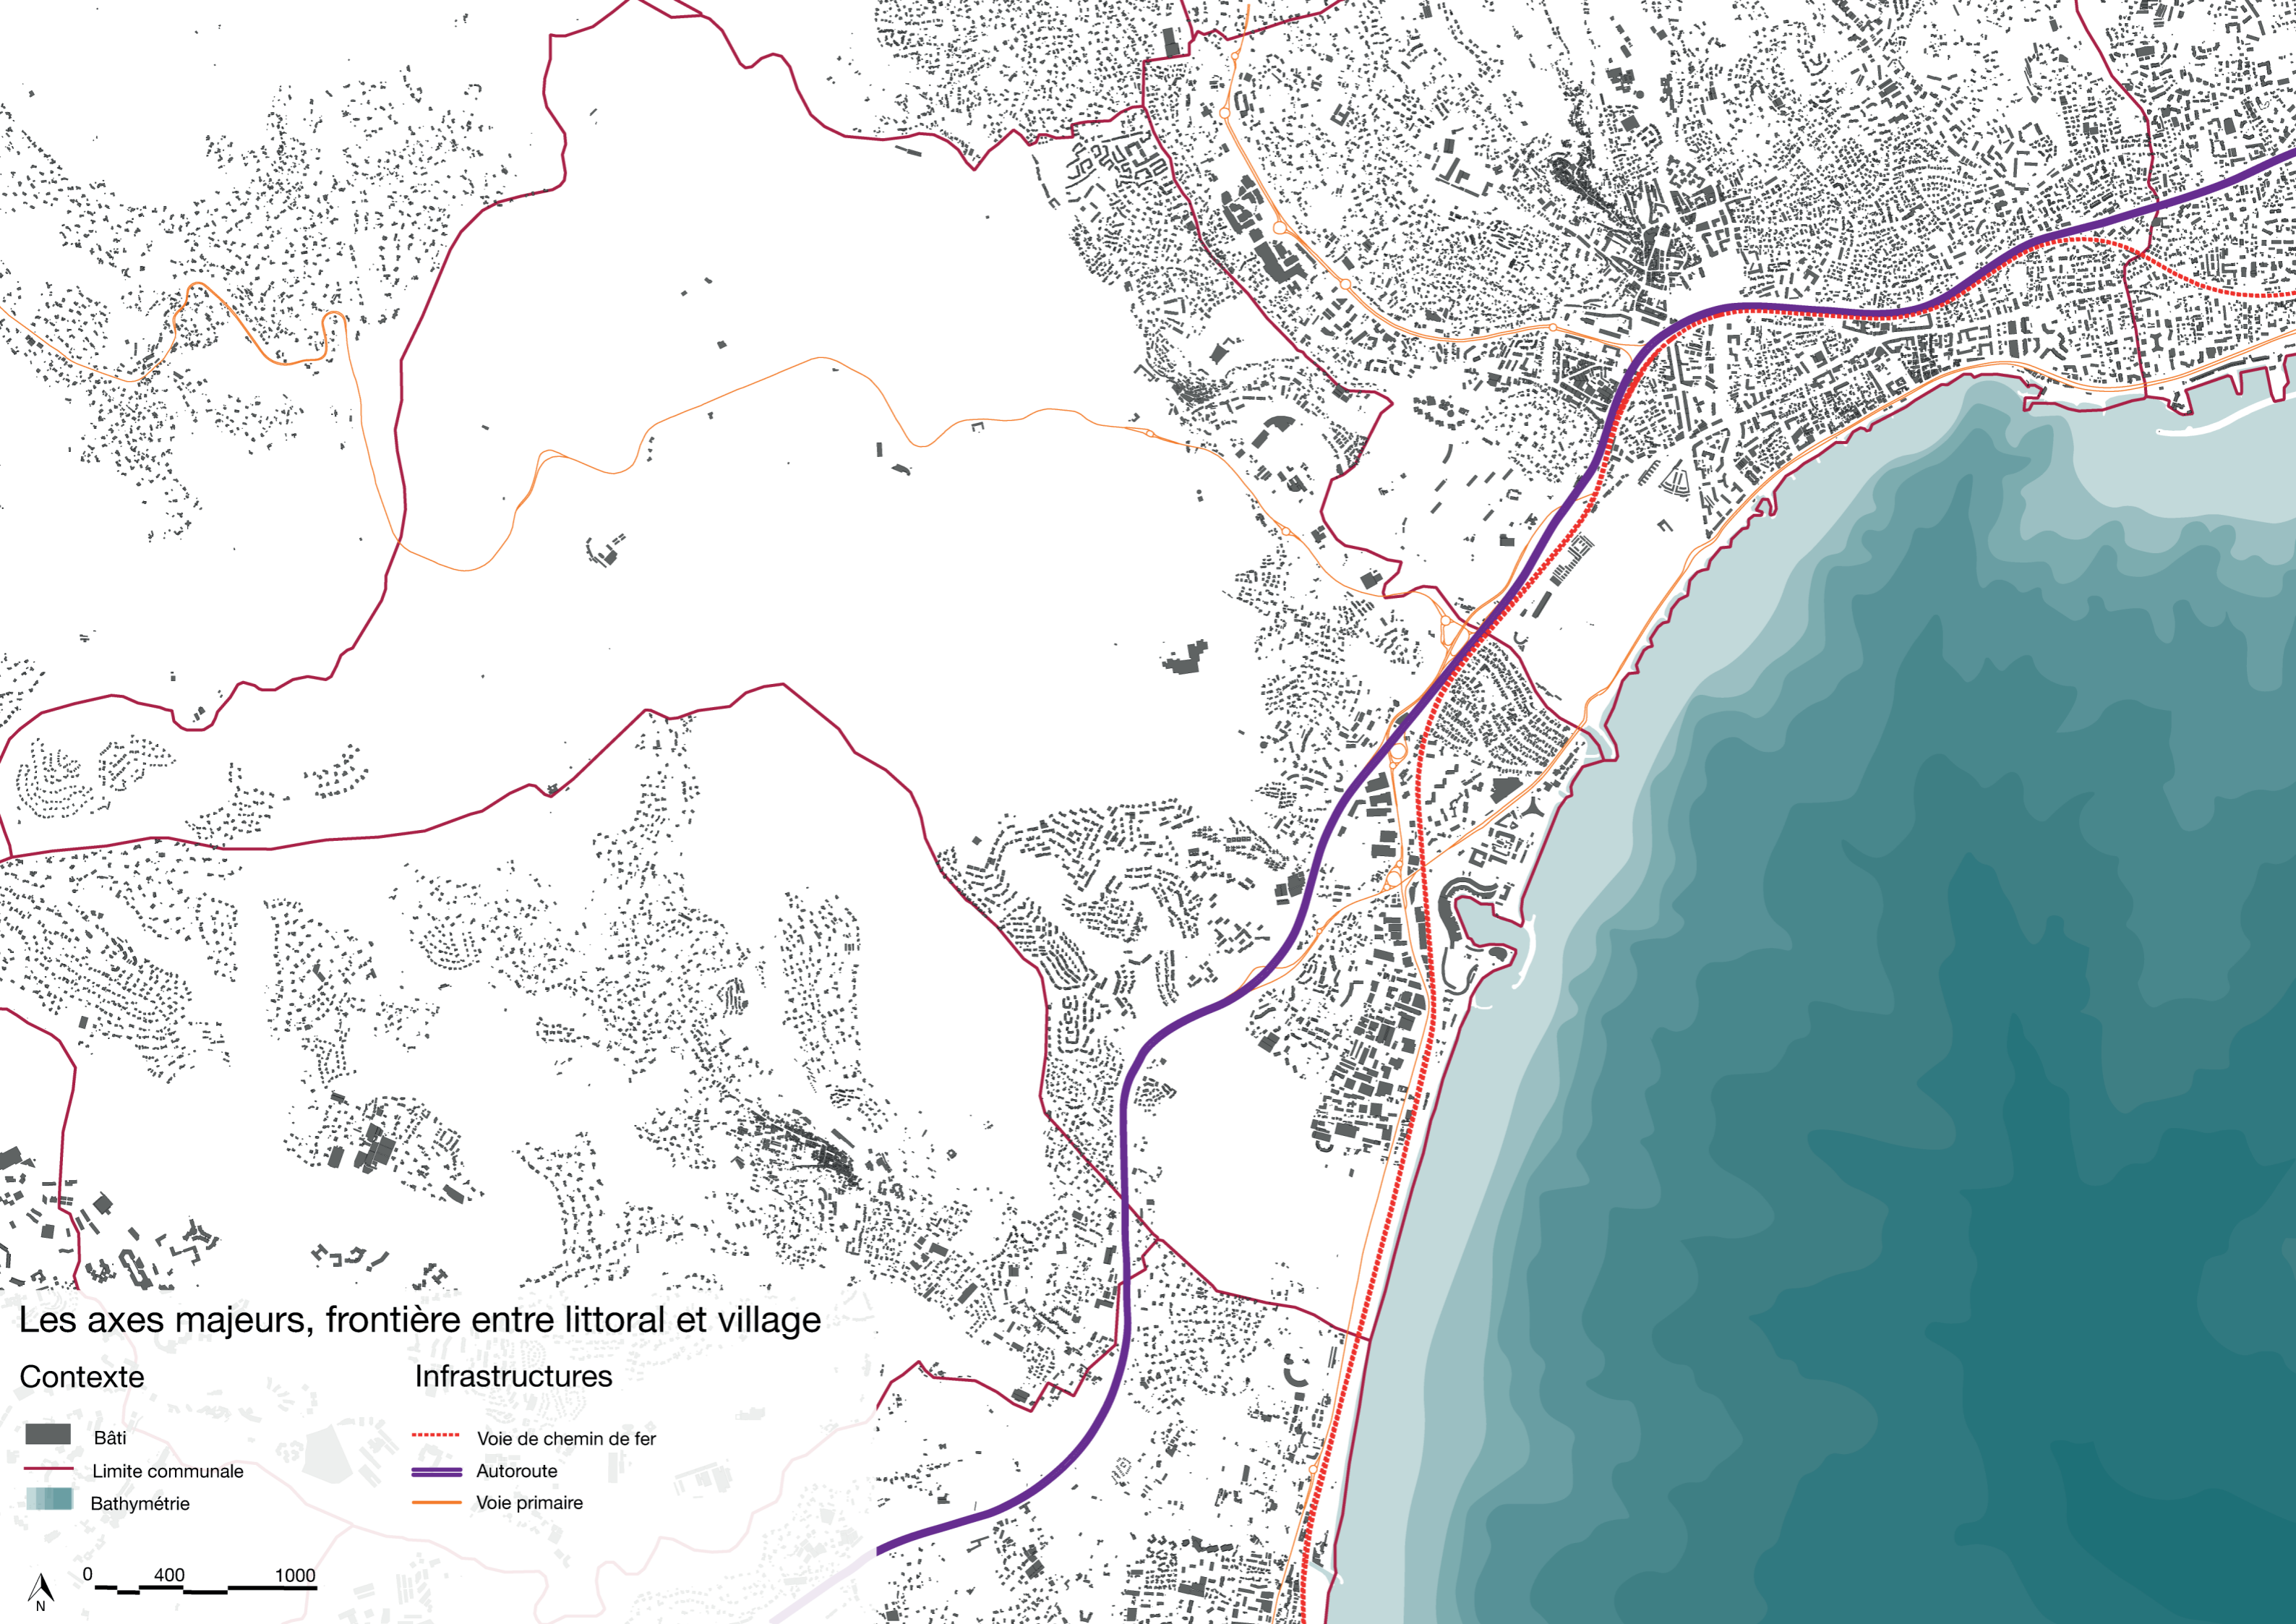 Les axes majeurs, frontière entre littoral et village
Contexte
Bâti
Limite communale
Bathymétrie
Infrastructures
Voie de chemin de fer
Autoroute
Voie primaire
0 400 1000
N